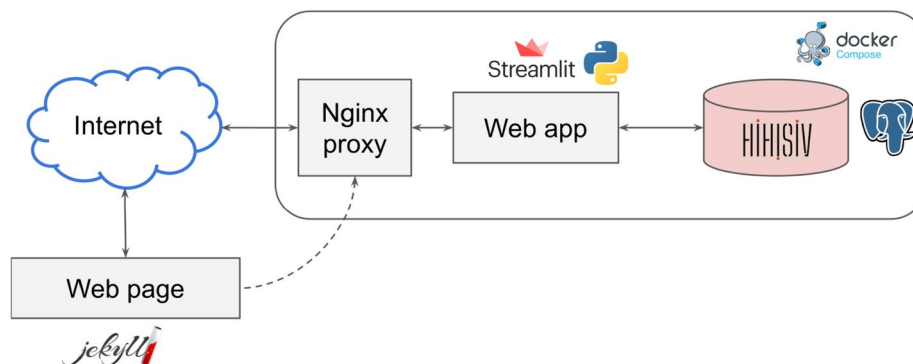 docker
Compose
Streamlit
Internet
Nginx
proxy
Web app
HIHISIV
Web page
jekyll